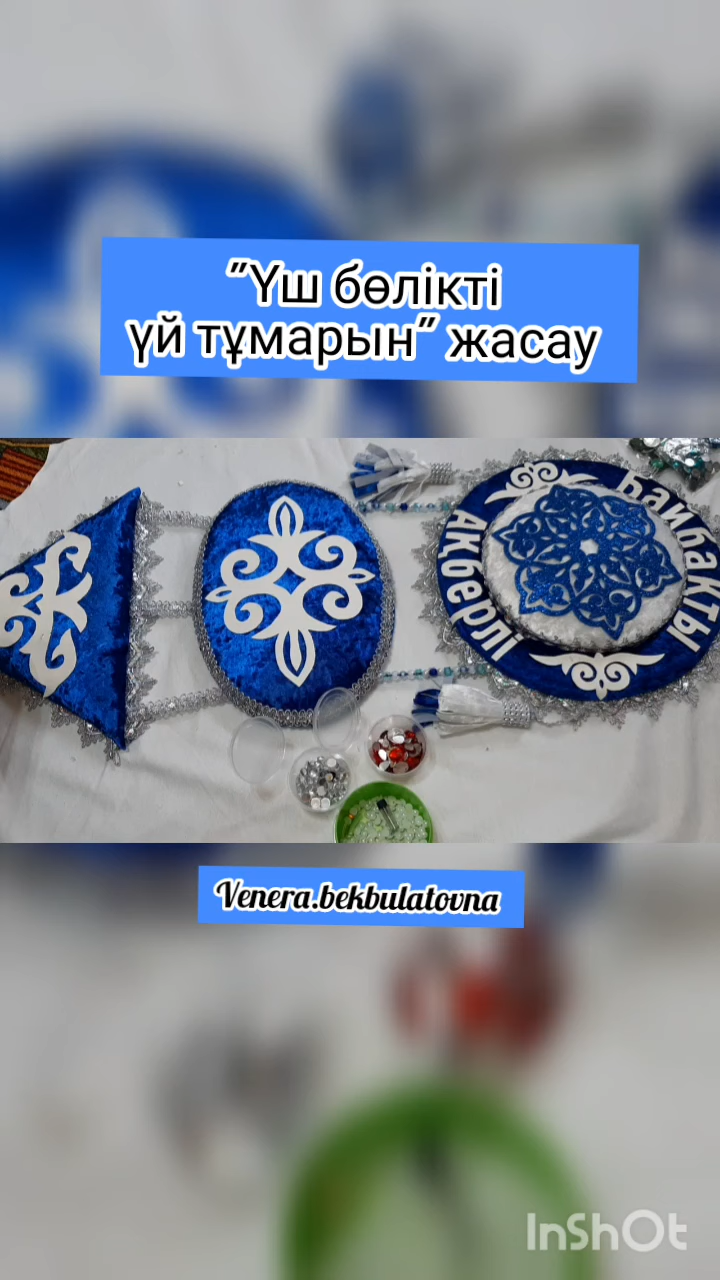 "Үш бөлікті
үй тұмарын" жасау
Ақберлі
Байбақты
Venera.bekbulatovna
InShOt